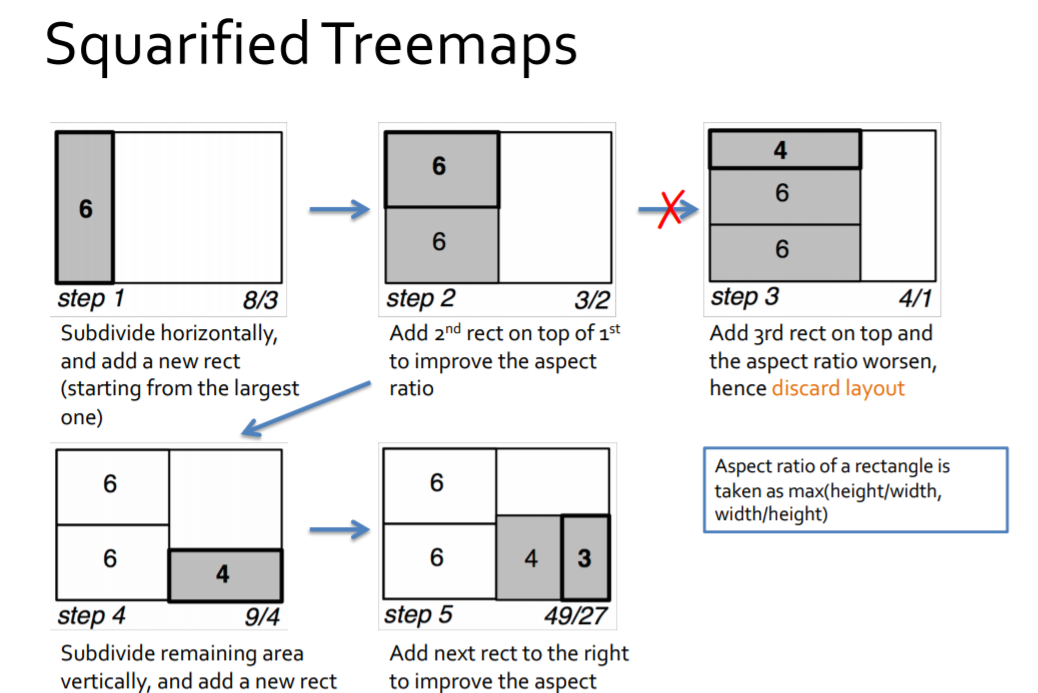 Squarified Treemaps
6
step 1 8/3
Subdivide horizontally,
and add a new rect
(starting from the largest
one)
6
6
step 2 3/2
Add 2nd rect on top of 1st
to improve the aspect
ratio
4
6
6
step 3 4/1
Add 3rd rect on top and
the aspect ratio worsen,
hence discard layout
6
6
4
step 4 9/4
Subdivide remaining area
vertically, and add a new rect
6
6
4 3
step 5 49/27
Add next rect to the right
to improve the aspect
Aspect ratio of a rectangle is
taken as max(height/width,
width/height)